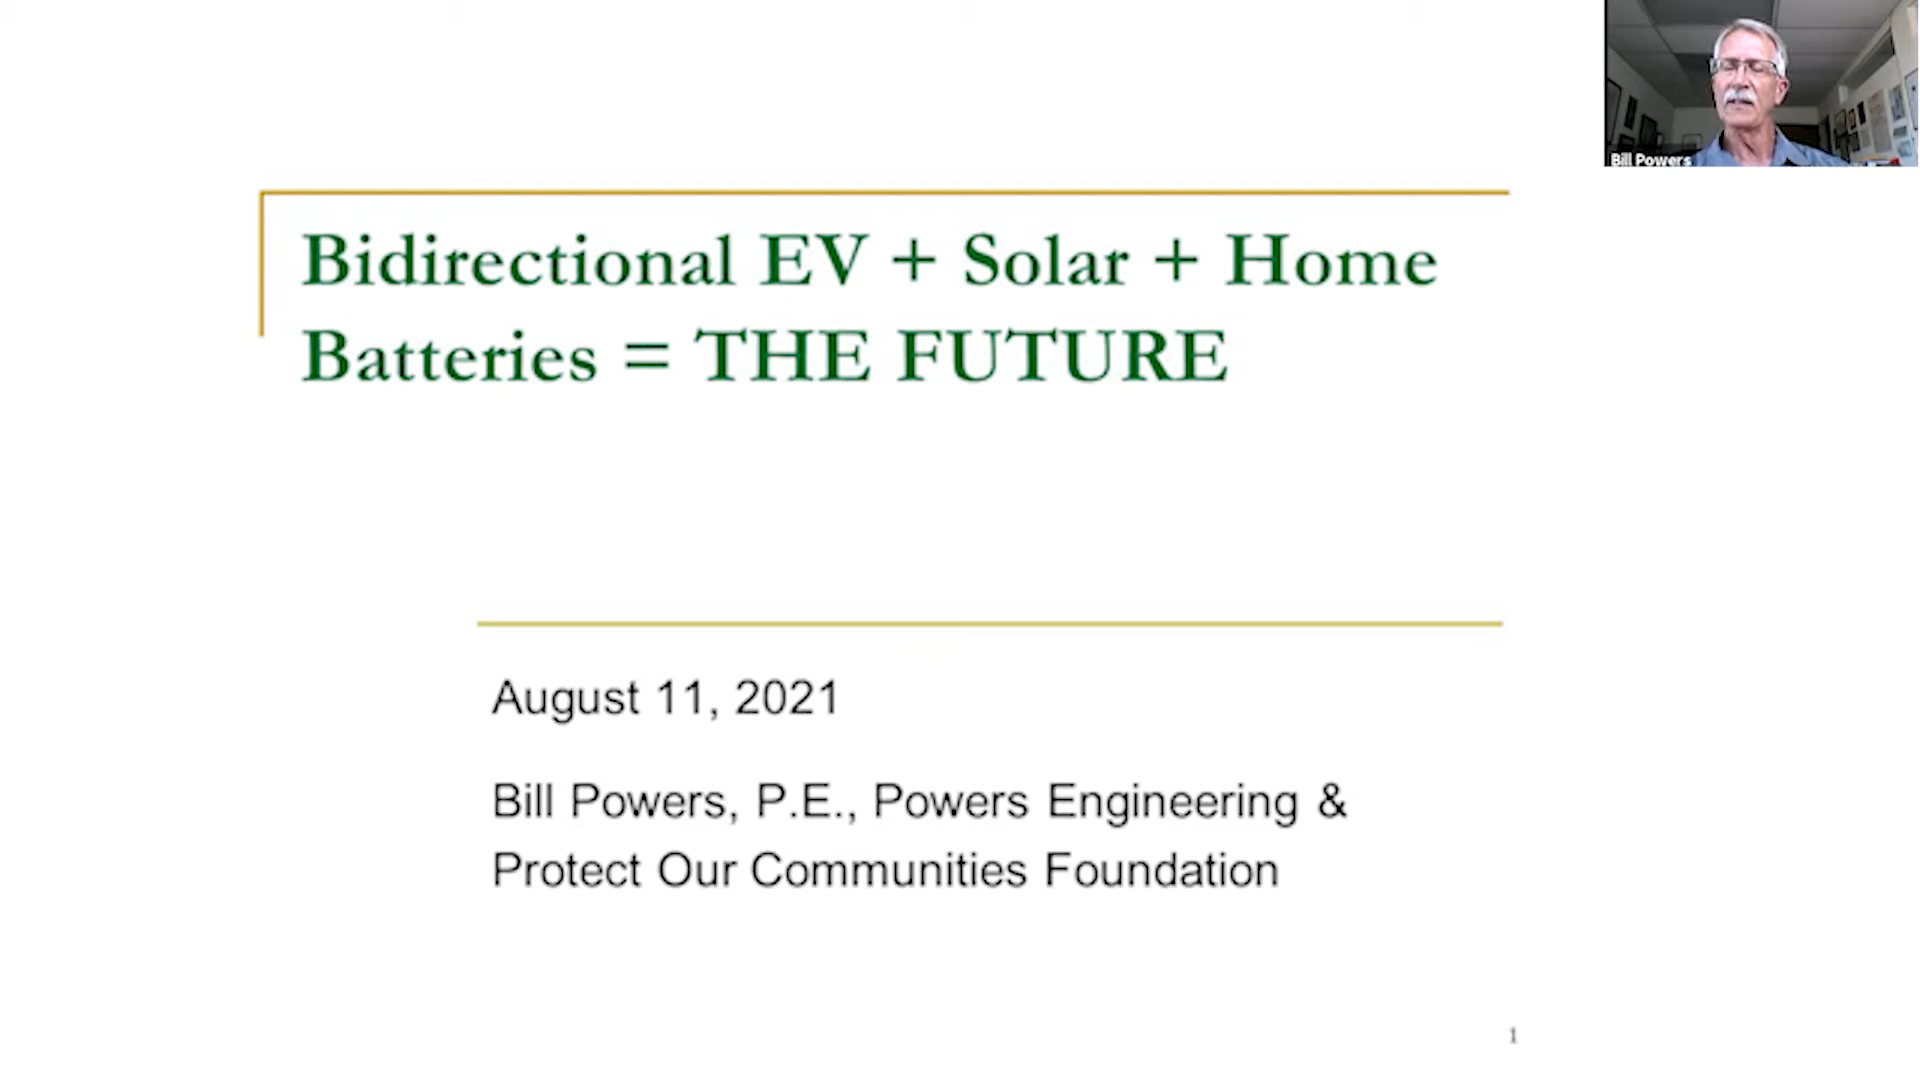 Bill Powers
Bidirectional EV + Solar + Home
Batteries = THE FUTURE
August 11, 2021
Bill Powers, P.E., Powers Engineering &
Protect Our Communities Foundation
1